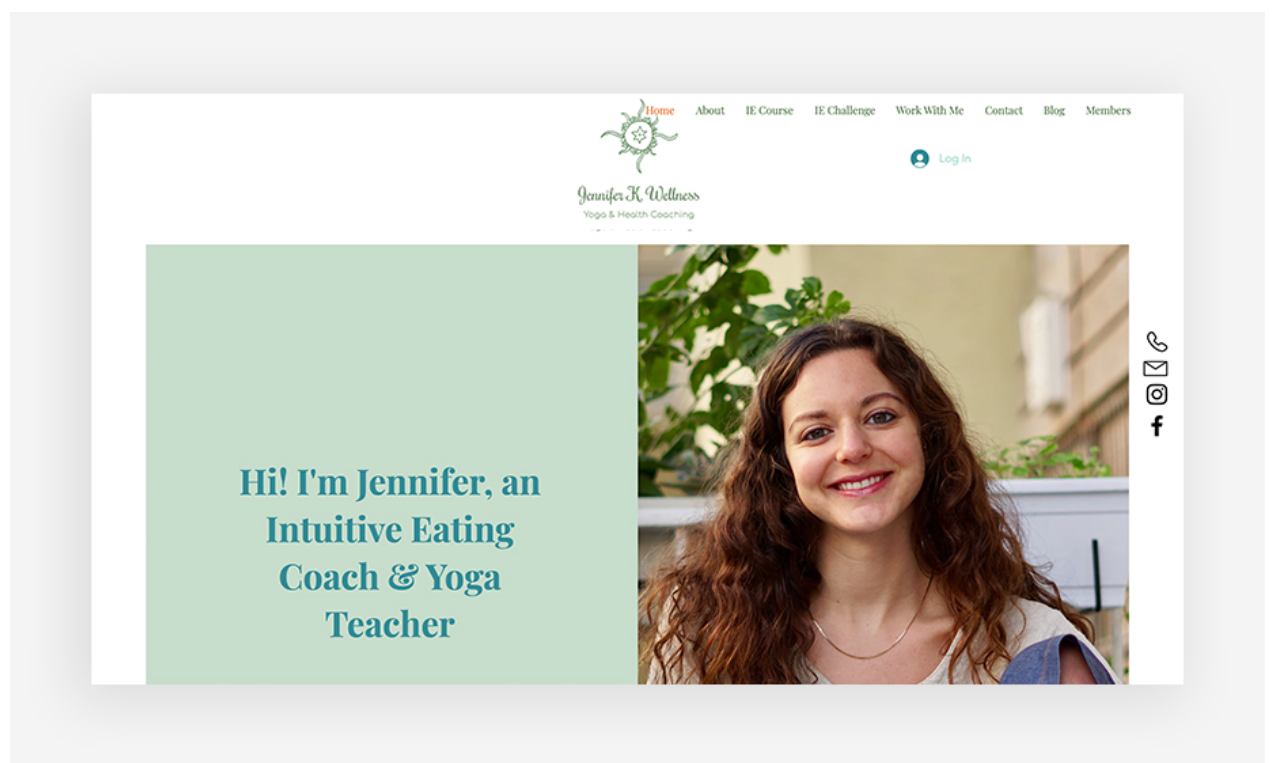 Home About IE Course IE Challenge Work With Me Contact Blog Members
Log In
Jennifer K. Wellness
Yoga & Health Coaching
Hi! I'm Jennifer, an
Intuitive Eating
Coach & Yoga
Teacher